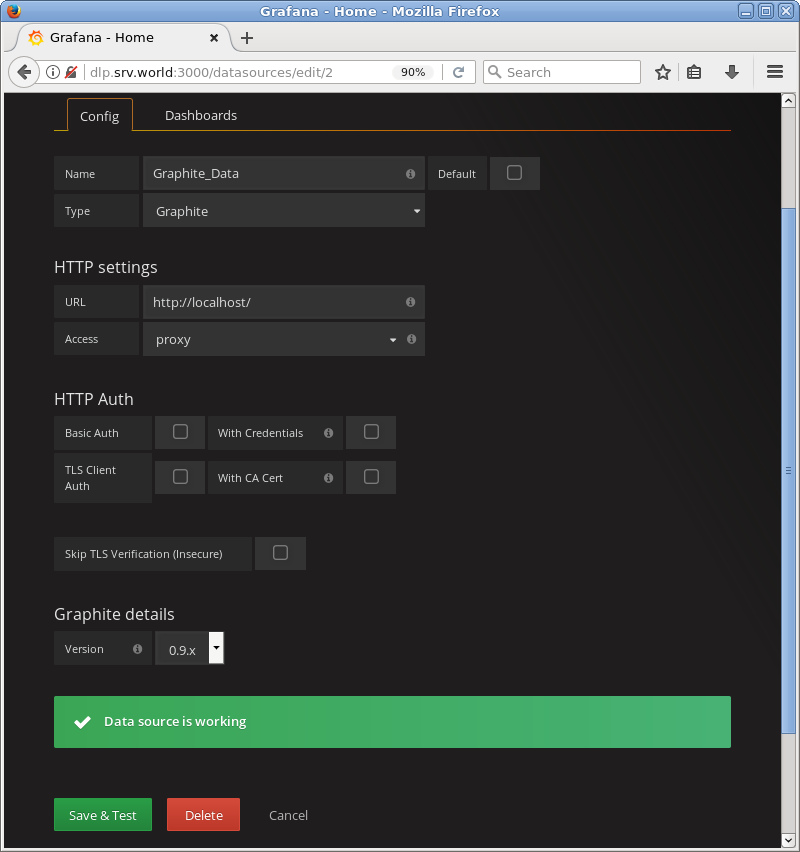 Grafana - Home - Mozilla Firefox
Grafana - Home
dlp.srv.world:3000/datasources/edit/2
90%
Search
Config
Dashboards
Name
Graphite_Data
Default
Type
Graphite
HTTP settings
URL
http://localhost/
Access
proxy
HTTP Auth
Basic Auth
With Credentials
TLS Client
Auth
With CA Cert
Skip TLS Verification (Insecure)
Graphite details
Version
0.9.x
Data source is working
Save & Test
Delete
Cancel